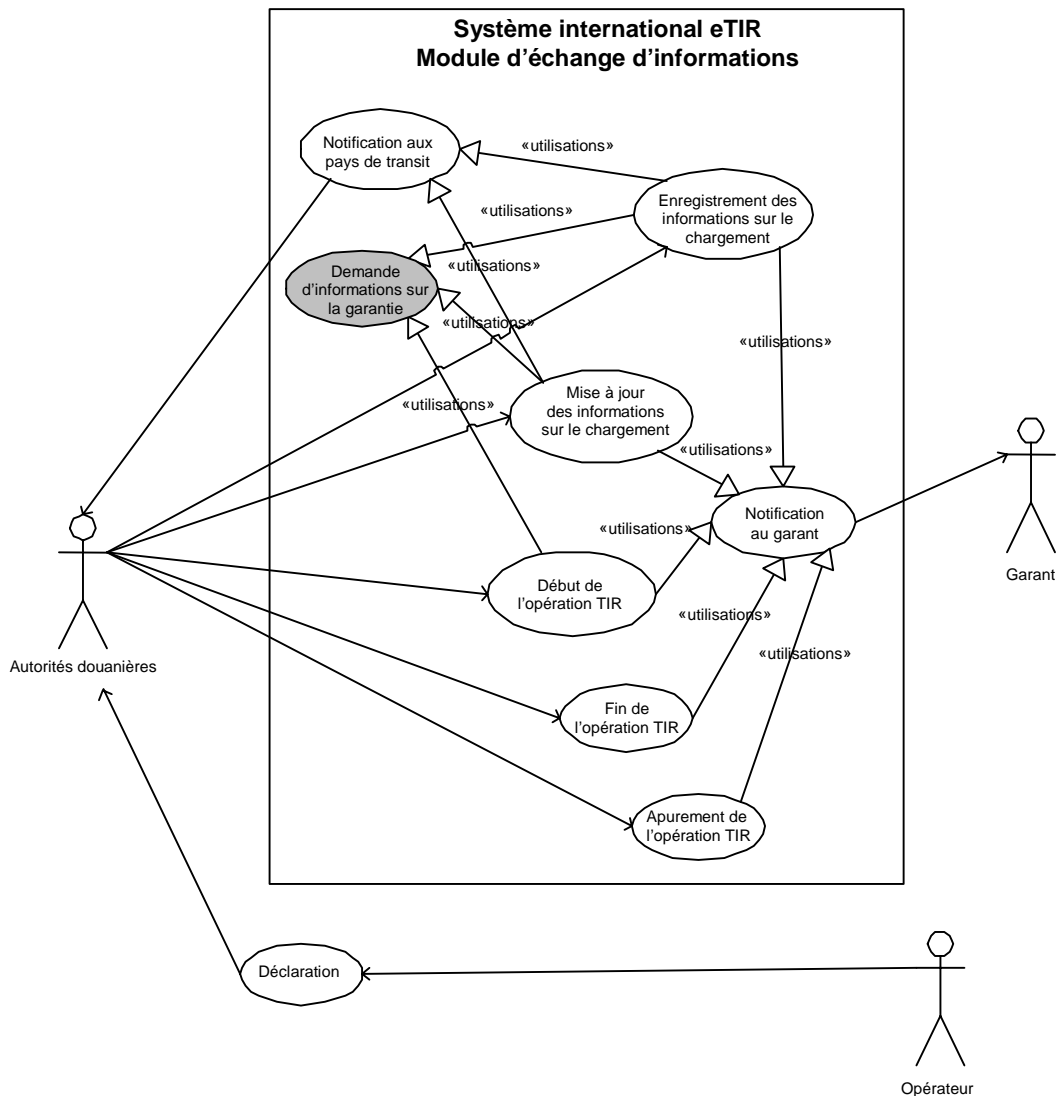 Système international eTIR
Module d'échange d'informations
Notification aux
pays de transit
«utilisations»
Enregistrement des
informations sur le
chargement
«utilisations»
Demande
d'informations sur
la garantie
«utilisations»
«utilisations»
«utilisations»
Mise à jour
des informations
sur le chargement
«utilisations»
«utilisations»
Notification
au garant
«utilisations»
Garant
Début de
l'opération TIR
«utilisations»
«utilisations»
Autorités douanières
Fin de
l'opération TIR
Apurement de
l'opération TIR
Déclaration
Opérateur